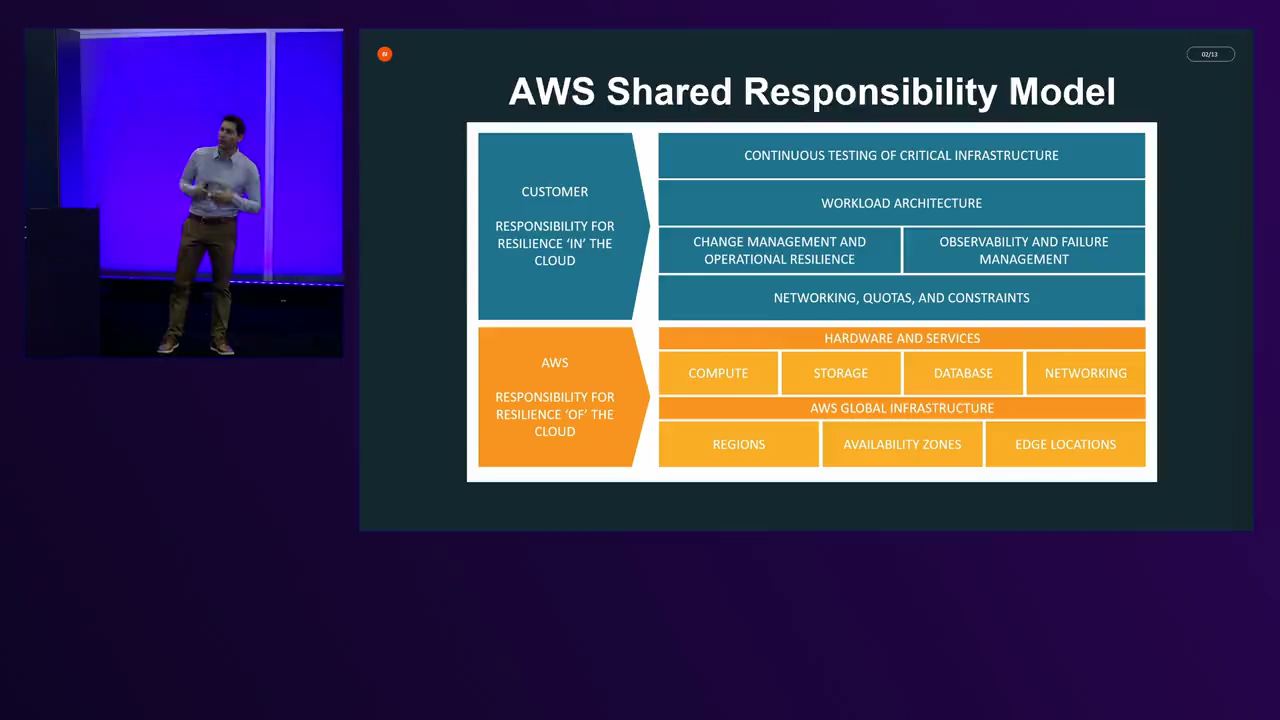 02/13
AWS Shared Responsibility Model
CUSTOMER
RESPONSIBILITY FOR
RESILIENCE ‘IN’ THE
CLOUD
CONTINUOUS TESTING OF CRITICAL INFRASTRUCTURE
WORKLOAD ARCHITECTURE
CHANGE MANAGEMENT AND
OPERATIONAL RESILIENCE
OBSERVABILITY AND FAILURE
MANAGEMENT
NETWORKING, QUOTAS, AND CONSTRAINTS
AWS
RESPONSIBILITY FOR
RESILIENCE ‘OF’ THE
CLOUD
HARDWARE AND SERVICES
COMPUTE
STORAGE
DATABASE
NETWORKING
AWS GLOBAL INFRASTRUCTURE
REGIONS
AVAILABILITY ZONES
EDGE LOCATIONS